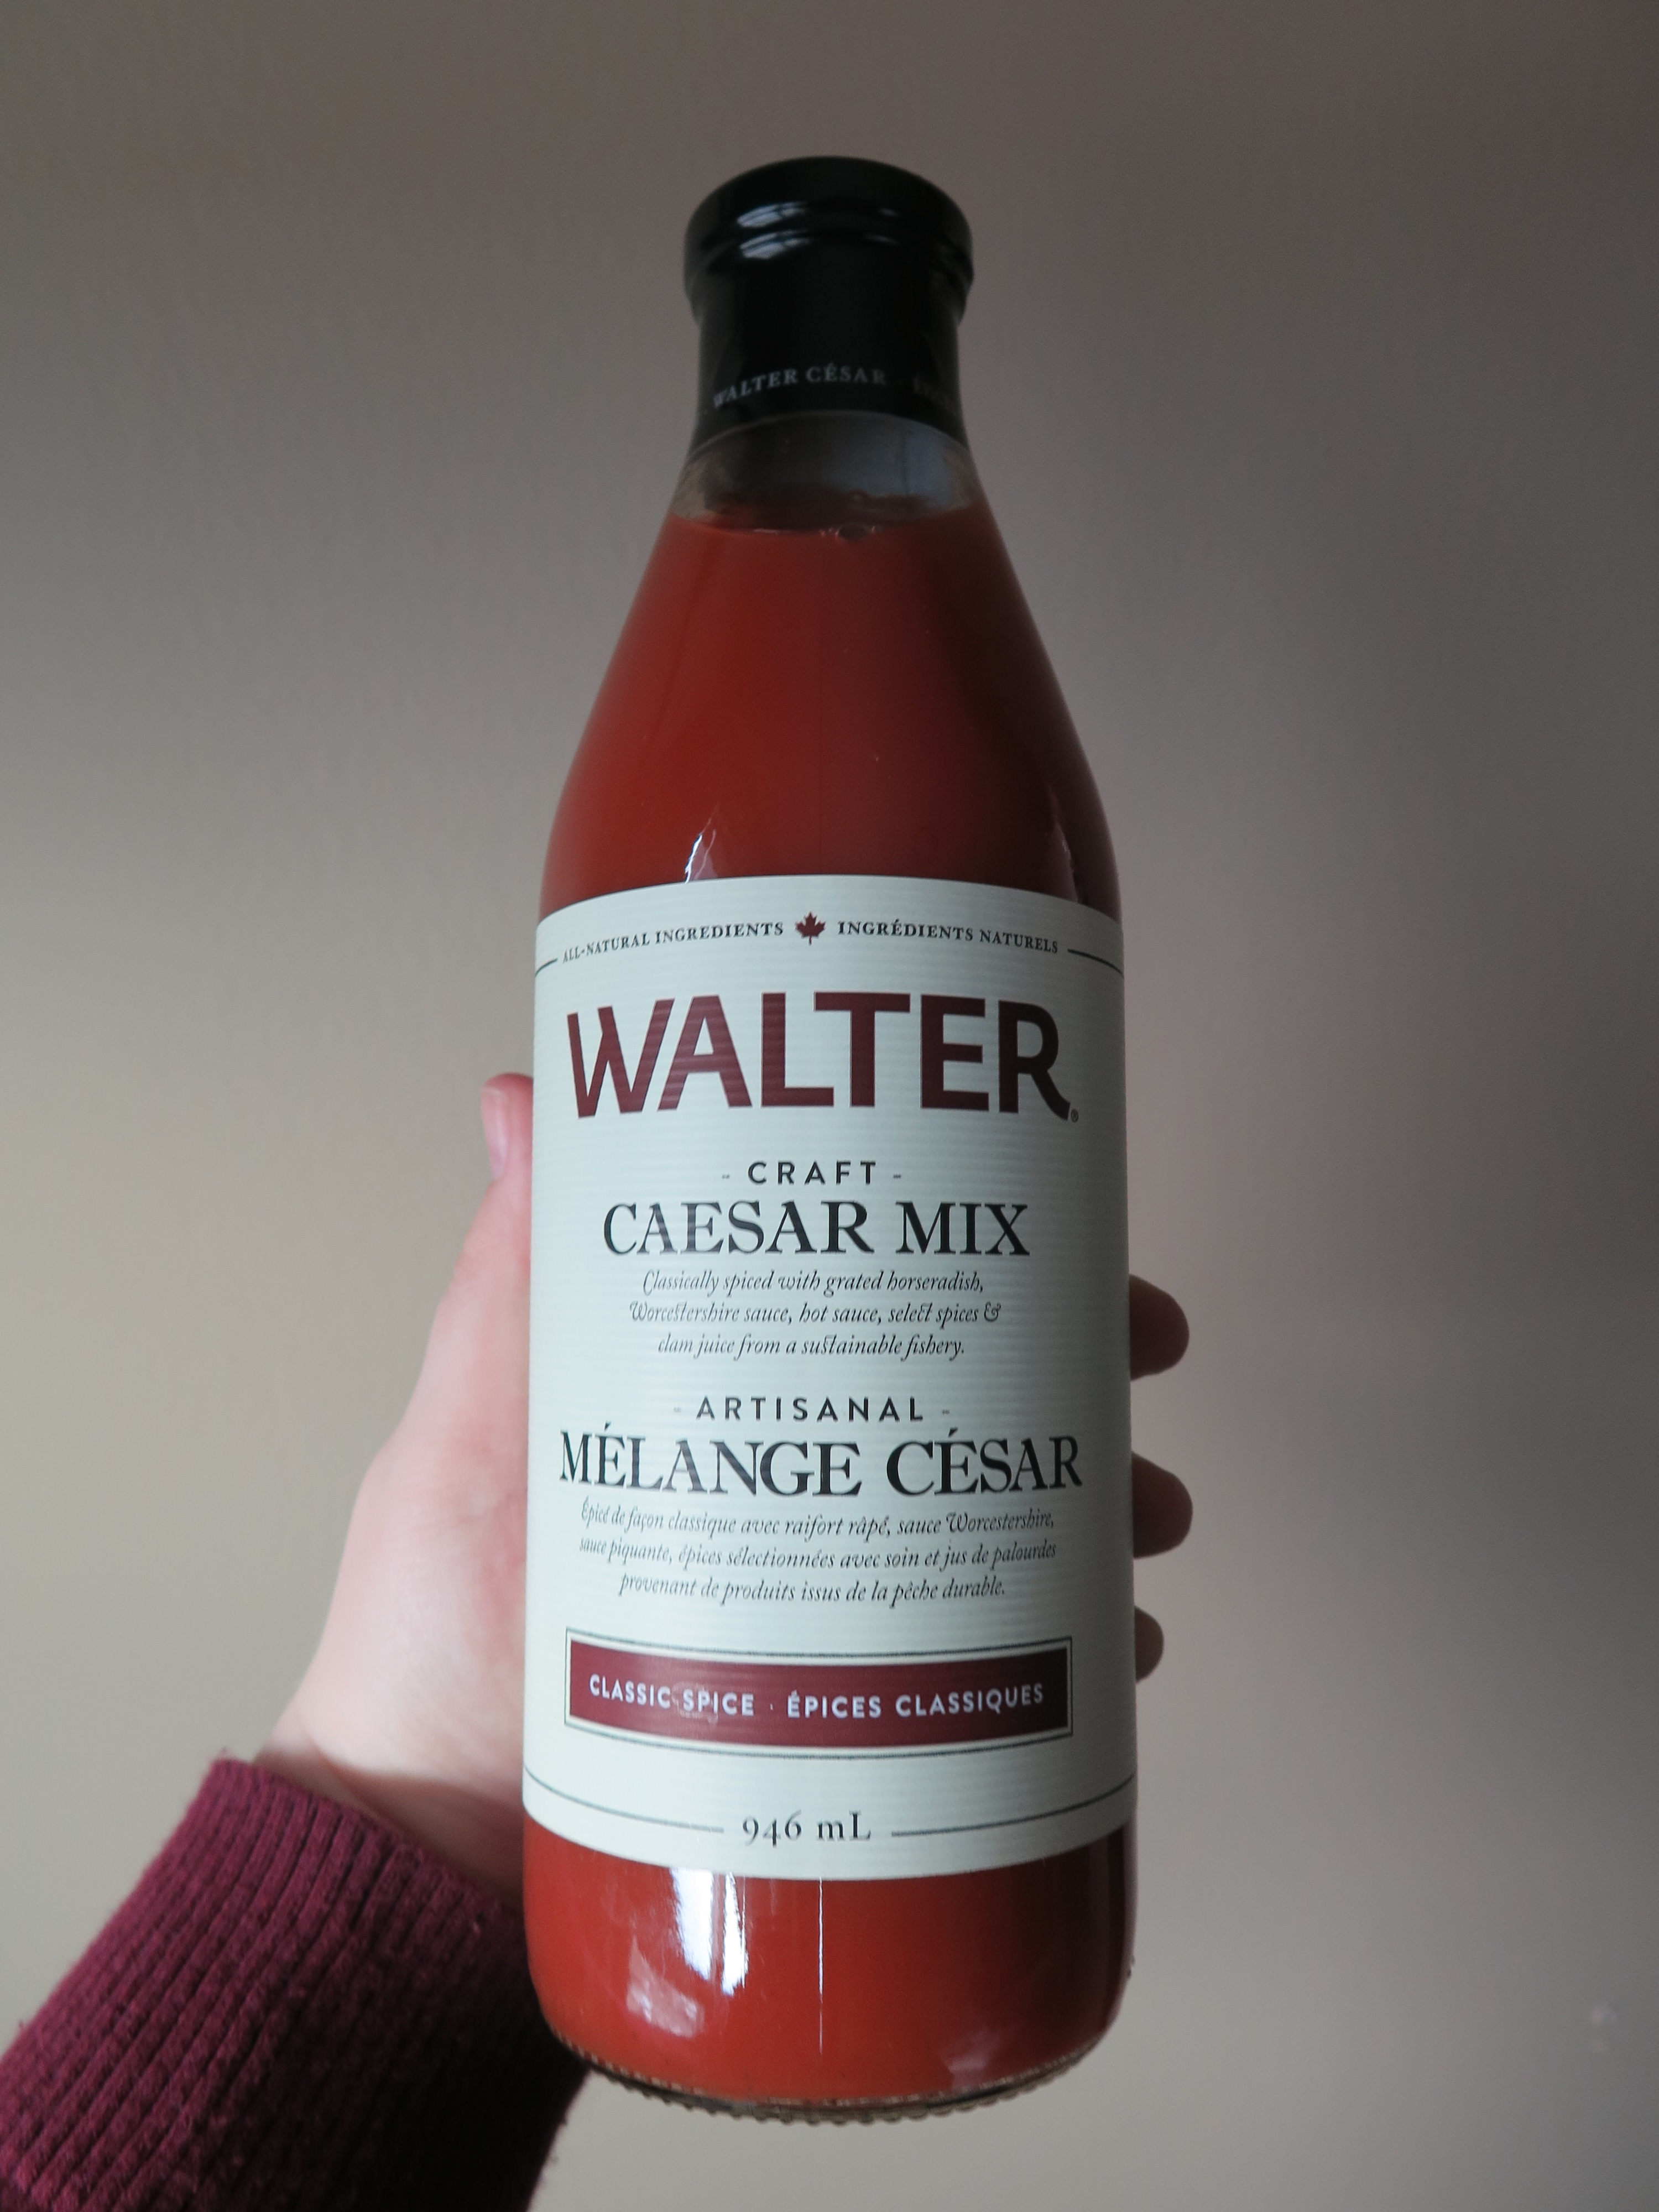 WALTER CÉSAR
ALL-NATURAL INGREDIENTS INGRÉDIENTS NATURELS
WALTER®
- CRAFT -
CAESAR MIX
Classically spiced with grated horseradish,
Worcestershire sauce, hot sauce, select spices &
clam juice from a sustainable fishery.
- ARTISANAL -
MÉLANGE CÉSAR
Épicé de façon classique avec raifort râpé, sauce Worcestershire,
sauce piquante, épices sélectionnées avec soin et jus de palourdes
provenant de produits issus de la pêche durable.
CLASSIC SPICE · ÉPICES CLASSIQUES
946 mL